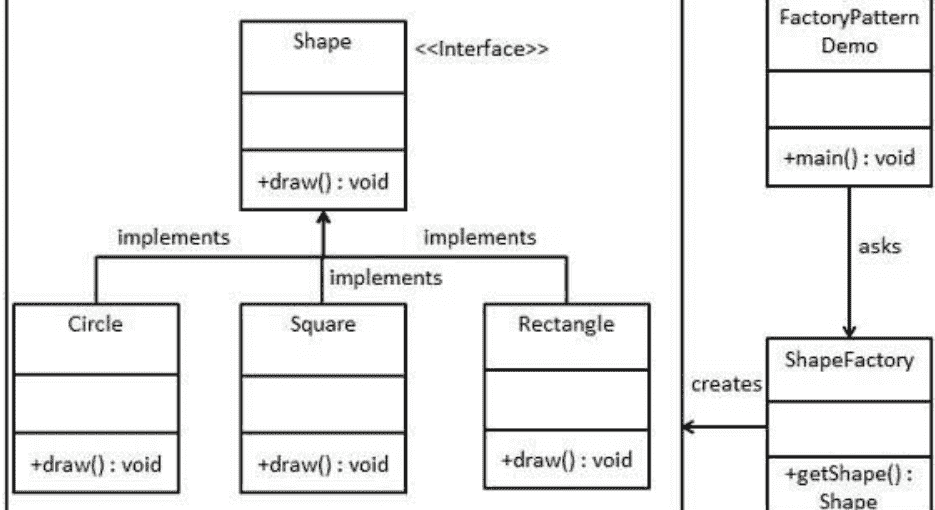 Shape
<<Interface>>
+draw() : void
implements
implements
implements
Circle
+draw() : void
Square
+draw() : void
Rectangle
+draw() : void
FactoryPattern
Demo
+main() : void
asks
creates
ShapeFactory
+getShape() :
Shape